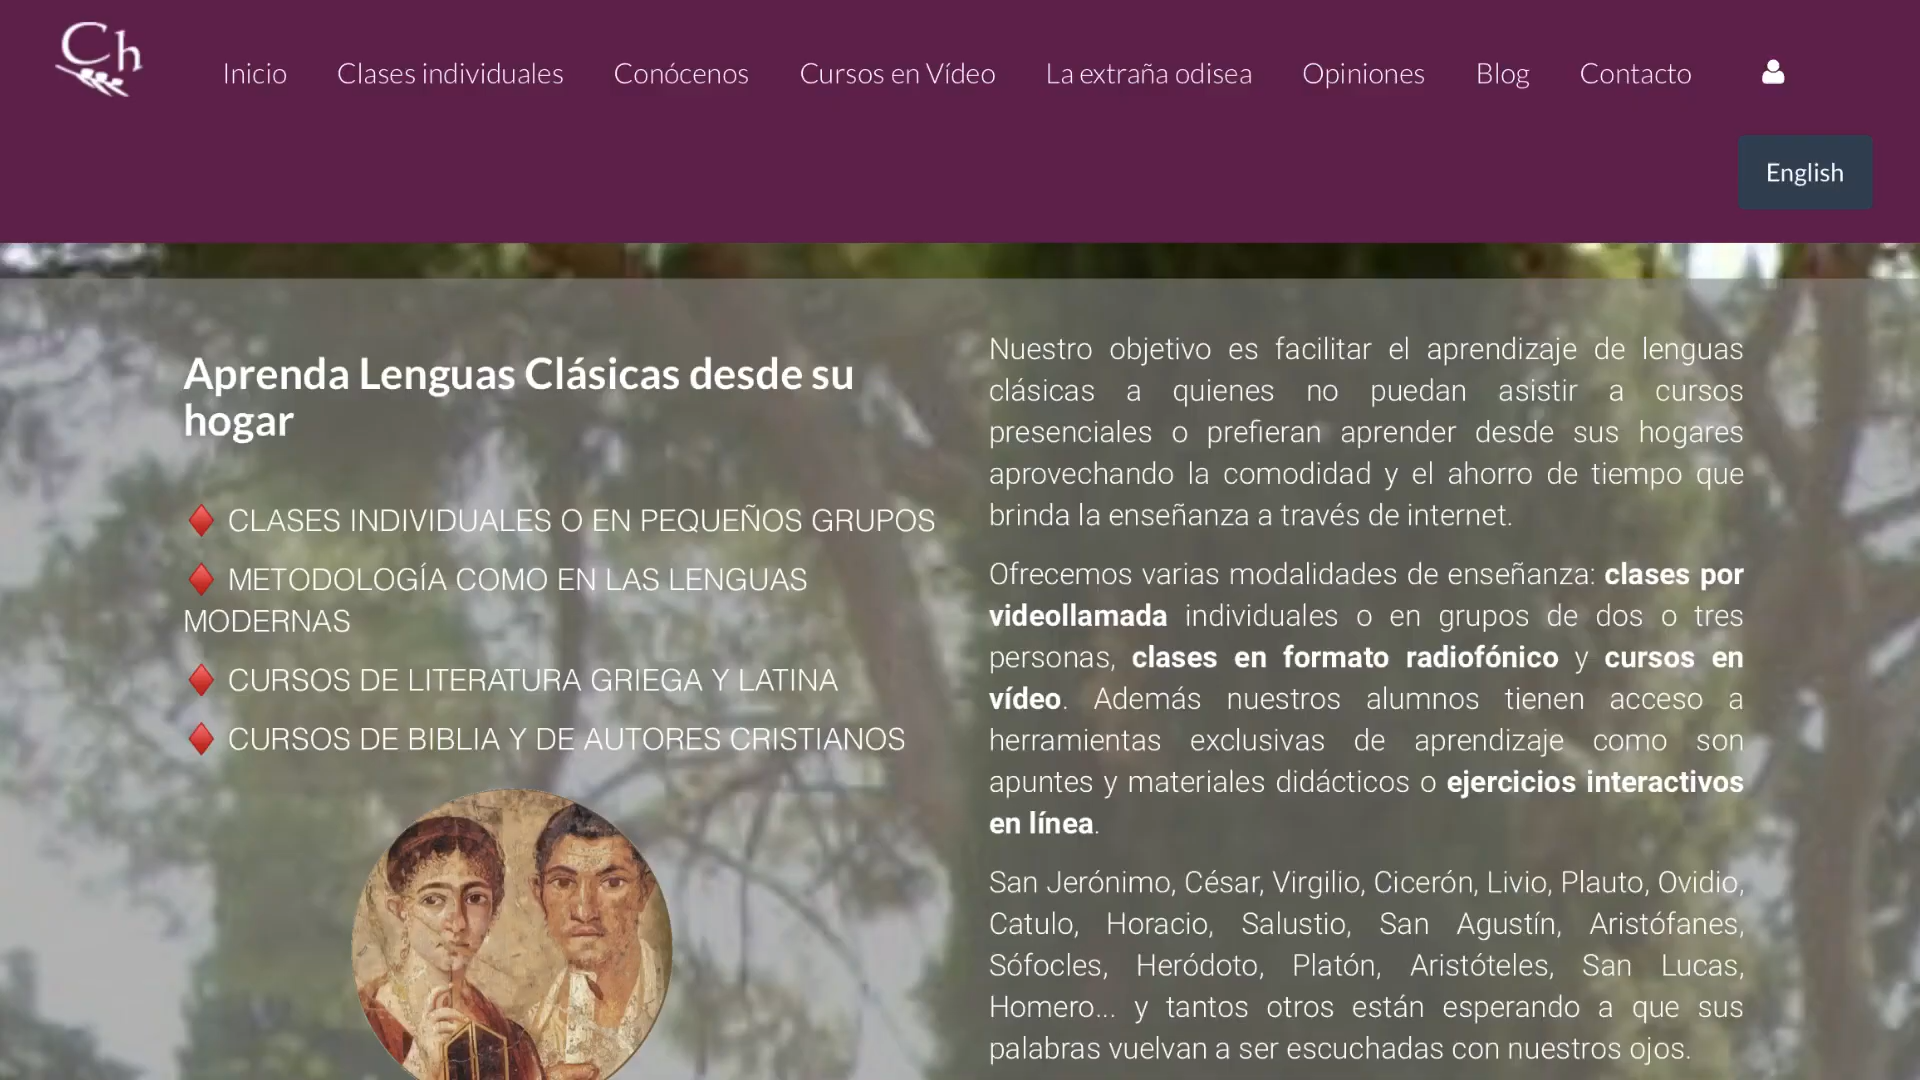 Ch
Inicio
Clases individuales
Conócenos
Cursos en Vídeo
La extraña odisea
Opiniones
Blog
Contacto
English
Aprenda Lenguas Clásicas desde su
hogar
CLASES INDIVIDUALES O EN PEQUEÑOS GRUPOS
METODOLOGÍA COMO EN LAS LENGUAS
MODERNAS
CURSOS DE LITERATURA GRIEGA Y LATINA
CURSOS DE BIBLIA Y DE AUTORES CRISTIANOS
Nuestro objetivo es facilitar el aprendizaje de lenguas
clásicas a quienes no puedan asistir a cursos
presenciales o prefieran aprender desde sus hogares
aprovechando la comodidad y el ahorro de tiempo que
brinda la enseñanza a través de internet.
Ofrecemos varias modalidades de enseñanza: clases por
videollamada individuales o en grupos de dos o tres
personas, clases en formato radiofónico y cursos en
vídeo. Además nuestros alumnos tienen acceso a
herramientas exclusivas de aprendizaje como son
apuntes y materiales didácticos o ejercicios interactivos
en línea.
San Jerónimo, César, Virgilio, Cicerón, Livio, Plauto, Ovidio,
Catulo, Horacio, Salustio, San Agustín, Aristófanes,
Sófocles, Heródoto, Platón, Aristóteles, San Lucas,
Homero... y tantos otros están esperando a que sus
palabras vuelvan a ser escuchadas con nuestros ojos.